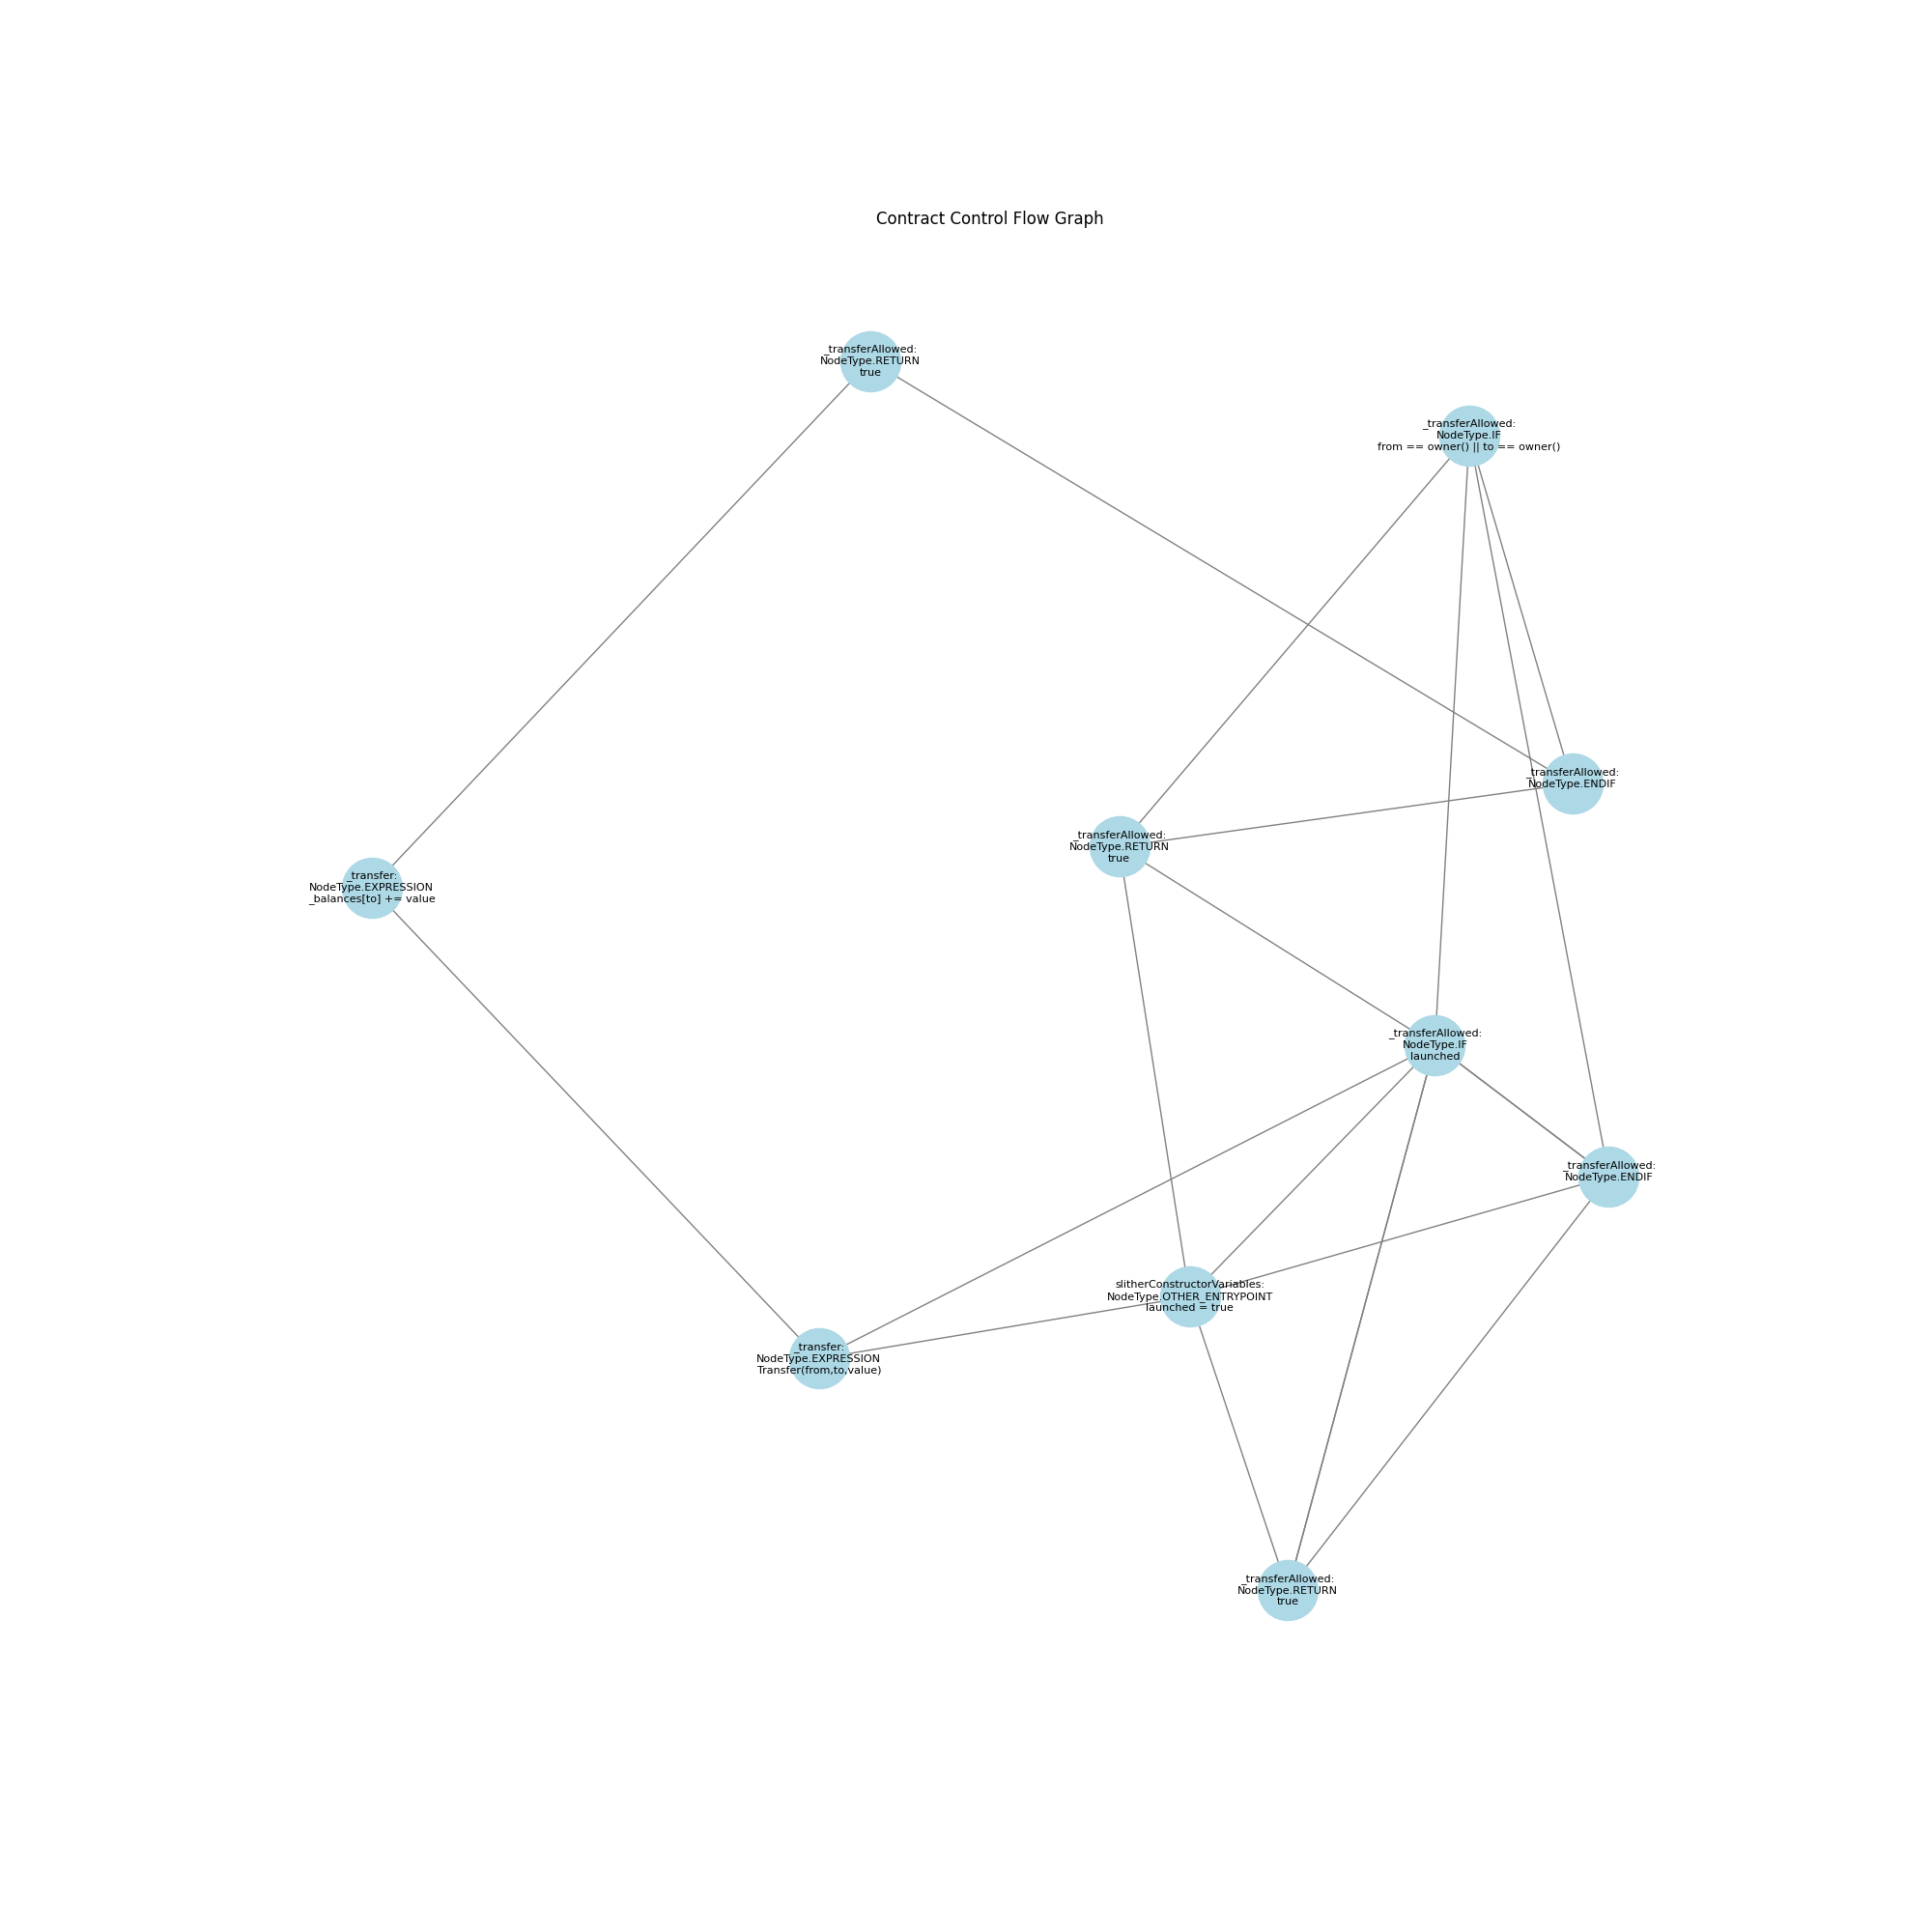 Contract Control Flow Graph
_transferAllowed:
NodeType.RETURN
true
_transferAllowed:
NodeType.IF
from == owner() || to == owner()
_transferAllowed:
NodeType.ENDIF
_transferAllowed:
NodeType.RETURN
true
_transfer:
NodeType.EXPRESSION
_balances[to] += value
_transferAllowed:
NodeType.IF
launched
_transferAllowed:
NodeType.ENDIF
slitherConstructorVariables:
NodeType.OTHER_ENTRYPOINT
launched = true
_transfer:
NodeType.EXPRESSION
Transfer(from,to,value)
_transferAllowed:
NodeType.RETURN
true